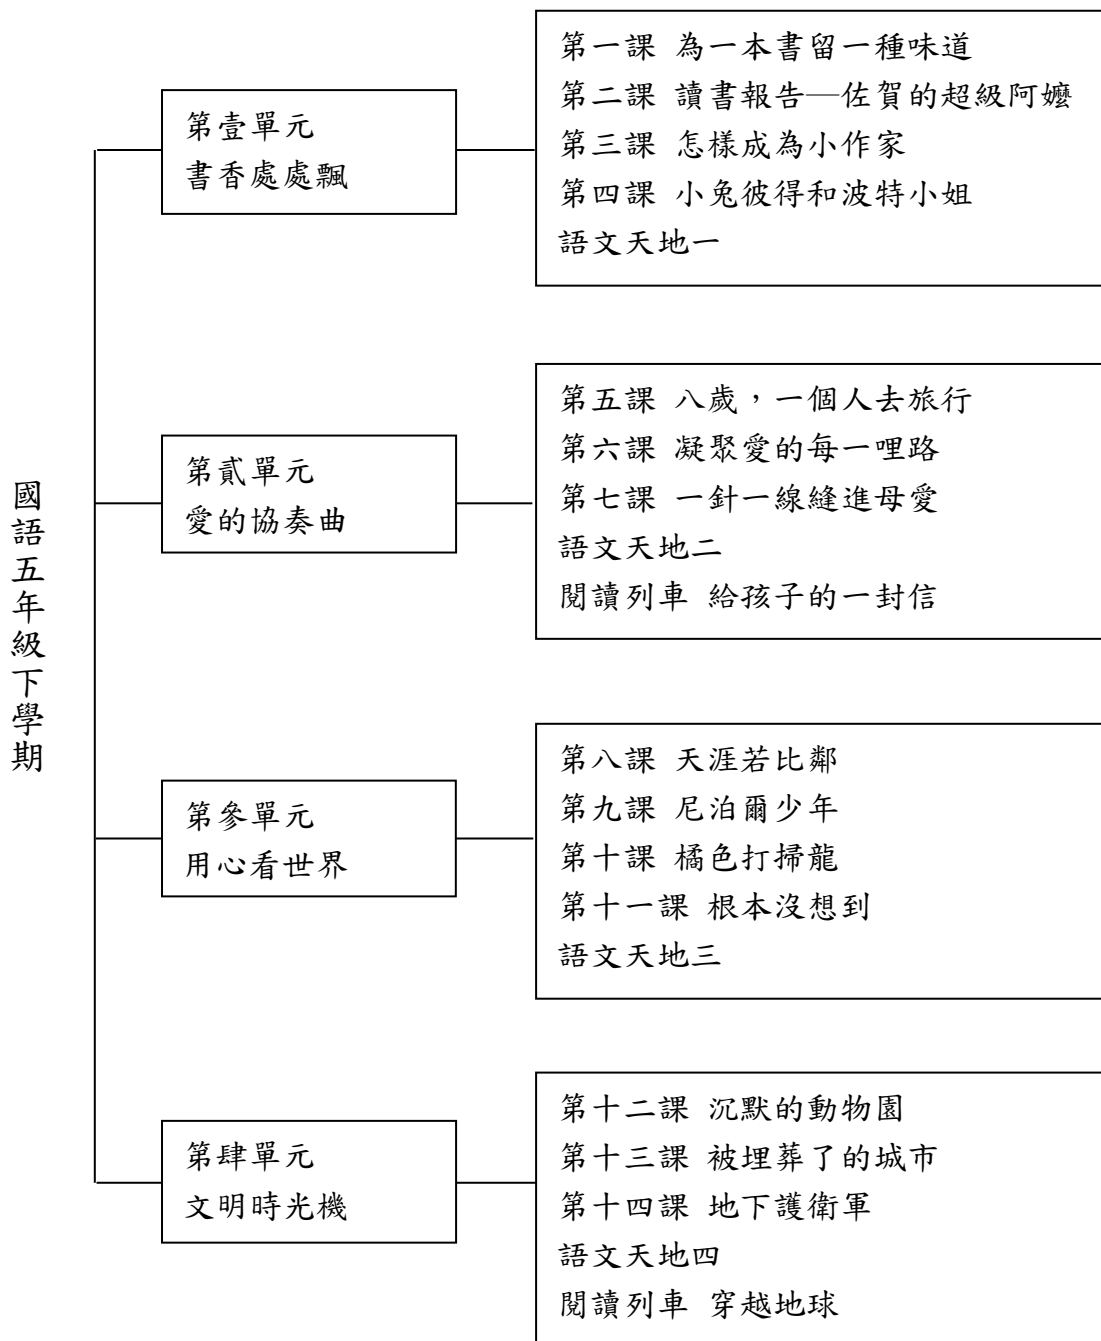 國語五年級下學期
第壹單元
書香處處飄
第一課 為一本書留一種味道
第二課 讀書報告—佐賀的超級阿嬤
第三課 怎樣成為小作家
第四課 小兔彼得和波特小姐
語文天地一
第貳單元
愛的協奏曲
第五課 八歲，一個人去旅行
第六課 凝聚愛的每一哩路
第七課 一針一線縫進母愛
語文天地二
閱讀列車 給孩子的一封信
第參單元
用心看世界
第八課 天涯若比鄰
第九課 尼泊爾少年
第十課 橘色打掃龍
第十一課 根本沒想到
語文天地三
第肆單元
文明時光機
第十二課 沉默的動物園
第十三課 被埋葬了的城市
第十四課 地下護衛軍
語文天地四
閱讀列車 穿越地球